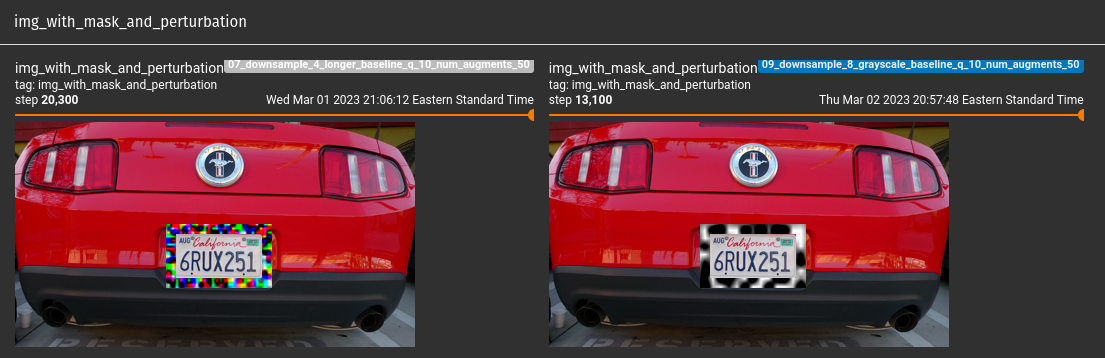 img_with_mask_and_perturbation
img_with_mask_and_perturbation 07_downsample_4_longer_baseline_q_10_num_augments_50
tag: img_with_mask_and_perturbation
step 20,300 Wed Mar 01 2023 21:06:12 Eastern Standard Time
AUG California
6RUX251
img_with_mask_and_perturbation 09_downsample_8_grayscale_baseline_q_10_num_augments_50
tag: img_with_mask_and_perturbation
step 13,100 Thu Mar 02 2023 20:57:48 Eastern Standard Time
AUG California
6RUX251